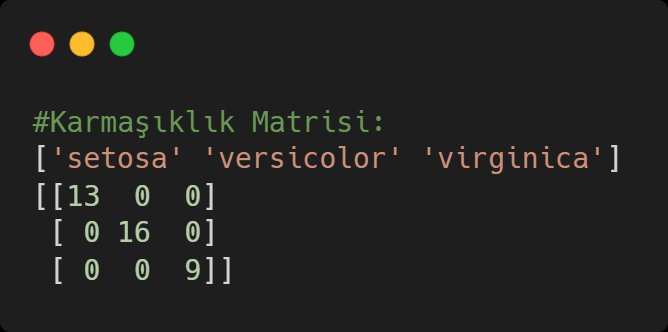 #Karmaşıklık Matrisi:
['setosa' 'versicolor' 'virginica']
[[13  0  0]
 [ 0 16  0]
 [ 0  0  9]]